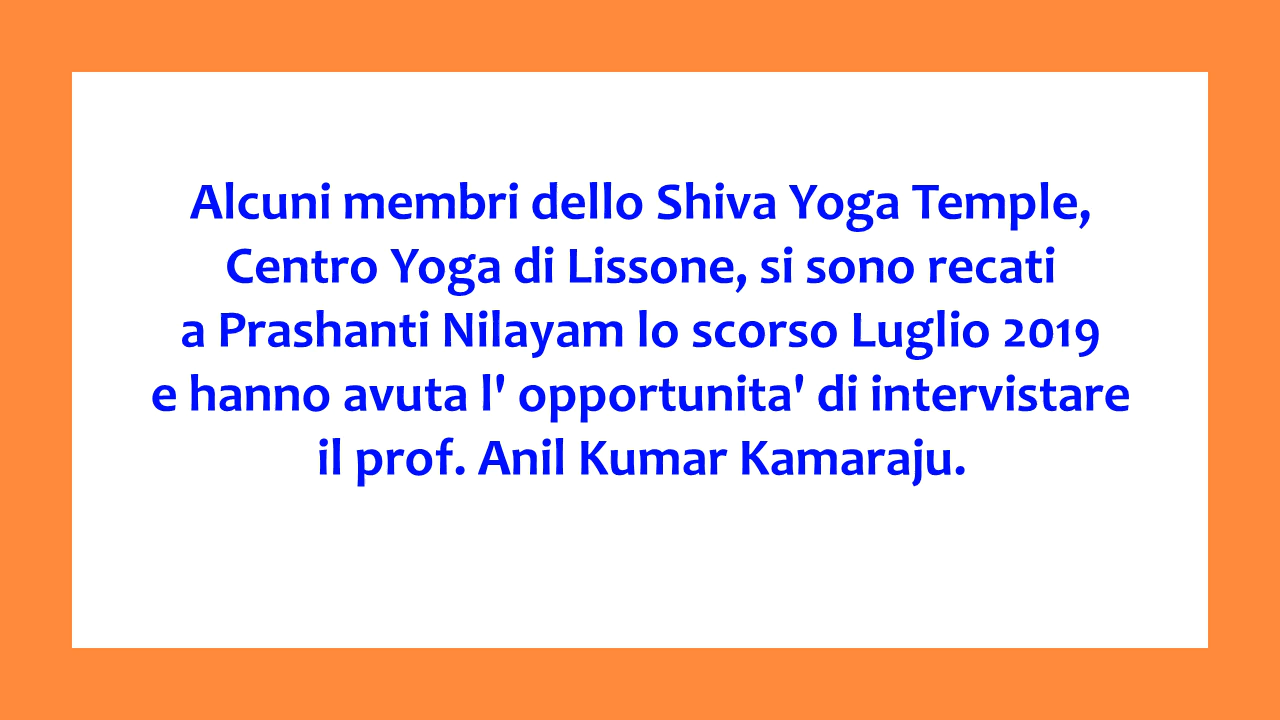 Alcuni membri dello Shiva Yoga Temple,
Centro Yoga di Lissone, si sono recati
a Prashanti Nilayam lo scorso Luglio 2019
e hanno avuta l' opportunita' di intervistare
il prof. Anil Kumar Kamaraju.